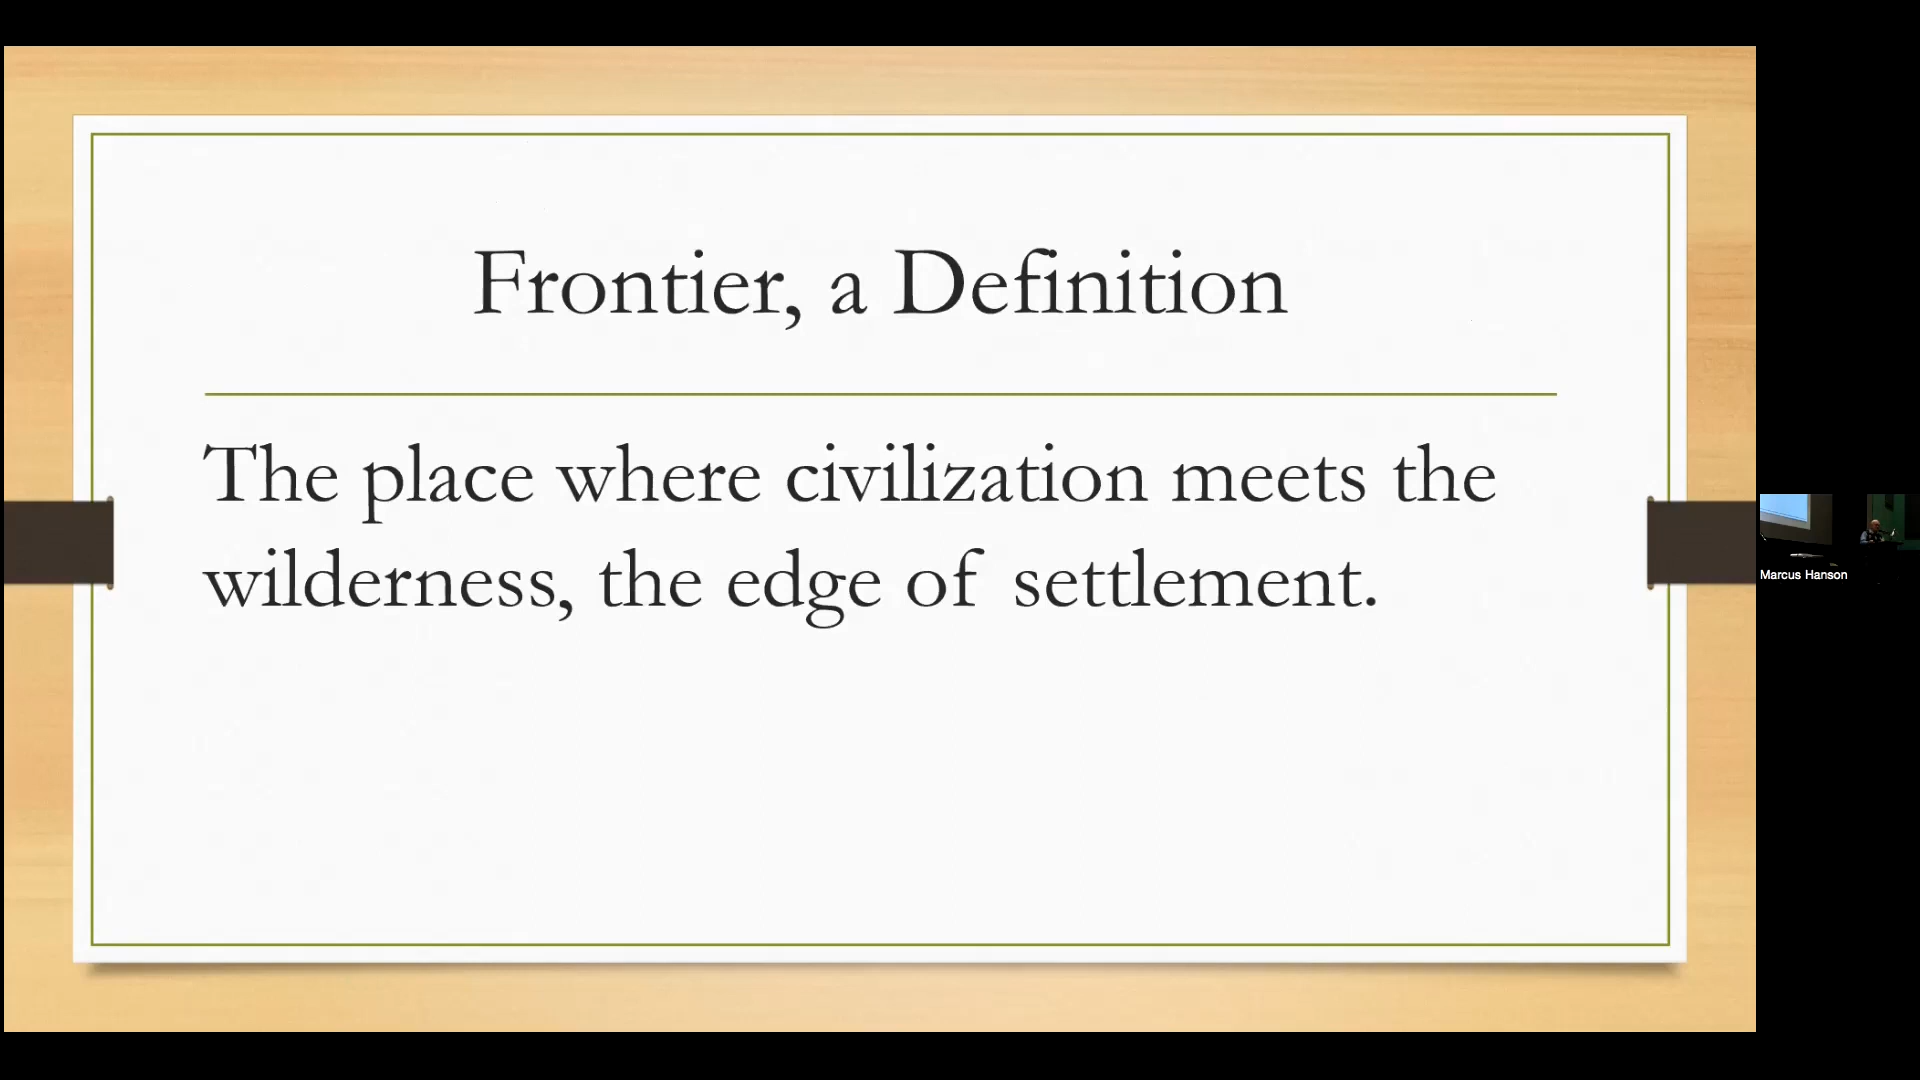 Frontier, a Definition
The place where civilization meets the
wilderness, the edge of settlement.
Marcus Hanson